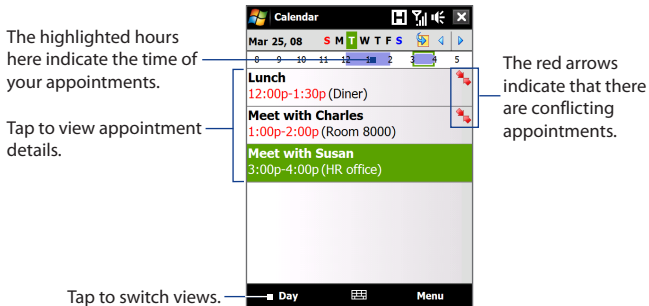 The highlighted hours
here indicate the time of
your appointments.
Tap to view appointment
details.
Tap to switch views.
Calendar
H
Mar 25, 08 S M T W T F S
8 9 10 11 12 1 2 3 4 5
Lunch
12:00p-1:30p (Diner)
Meet with Charles
1:00p-2:00p (Room 8000)
Meet with Susan
3:00p-4:00p (HR office)
Day Menu
The red arrows
indicate that there
are conflicting
appointments.